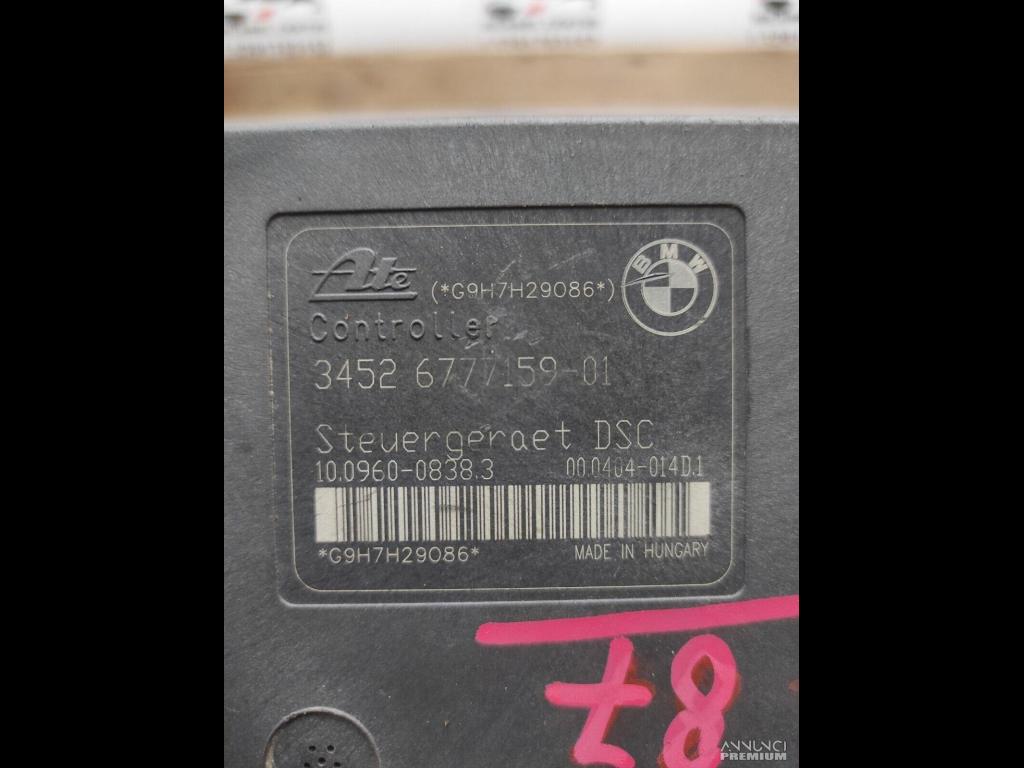 Ate (*G9H7H29086*) BMW
Controller
3452 6777159-01
Steuergeraet DSC
10.0960-0838.3 00.0404-014D.1
*G9H7H29086*
MADE IN HUNGARY
87
ANNUNCI
PREMIUM